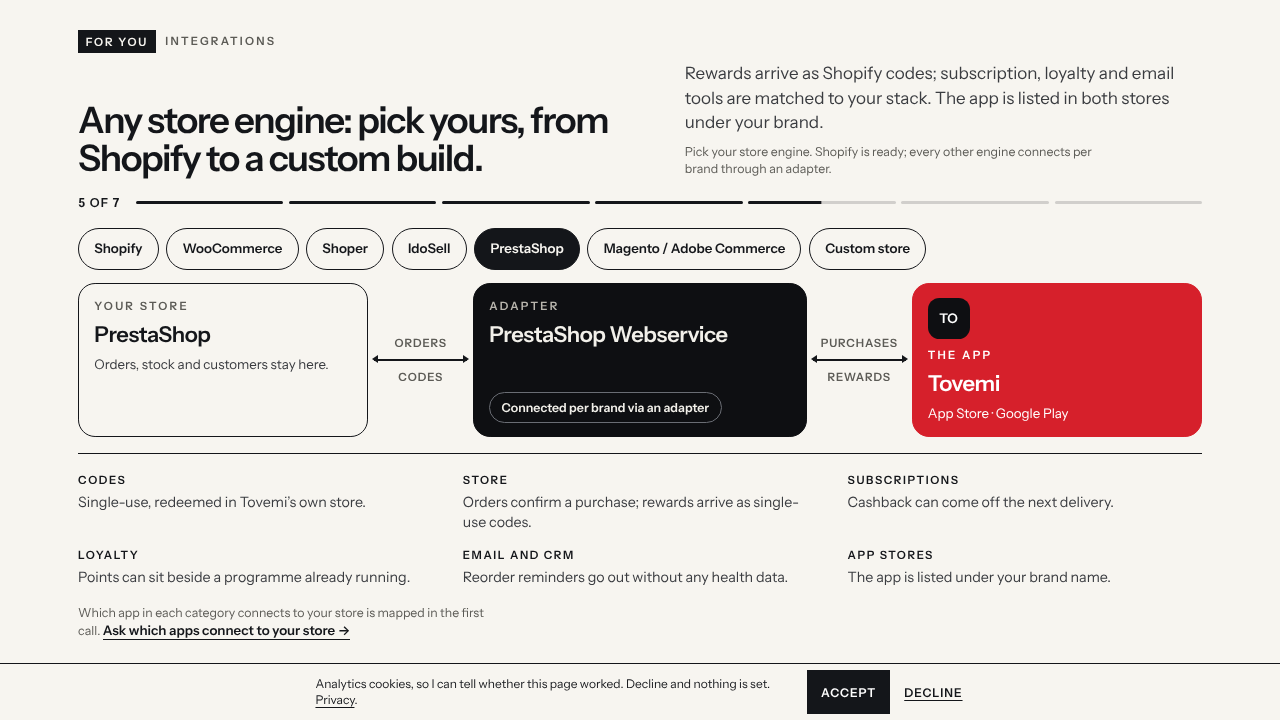 FOR YOU INTEGRATIONS
Any store engine: pick yours, from
Shopify to a custom build.
Rewards arrive as Shopify codes; subscription, loyalty and email
tools are matched to your stack. The app is listed in both stores
under your brand.
Pick your store engine. Shopify is ready; every other engine connects per
brand through an adapter.
5 OF 7
Shopify WooCommerce Shoper IdoSell PrestaShop Magento / Adobe Commerce Custom store
YOUR STORE
PrestaShop
Orders, stock and customers stay here.
ORDERS
CODES
ADAPTER
PrestaShop Webservice
Connected per brand via an adapter
PURCHASES
REWARDS
TO
THE APP
Tovemi
App Store · Google Play
CODES
Single-use, redeemed in Tovemi's own store.
STORE
Orders confirm a purchase; rewards arrive as single-
use codes.
SUBSCRIPTIONS
Cashback can come off the next delivery.
LOYALTY
Points can sit beside a programme already running.
EMAIL AND CRM
Reorder reminders go out without any health data.
APP STORES
The app is listed under your brand name.
Which app in each category connects to your store is mapped in the first
call. Ask which apps connect to your store →
Analytics cookies, so I can tell whether this page worked. Decline and nothing is set.
Privacy.
ACCEPT DECLINE